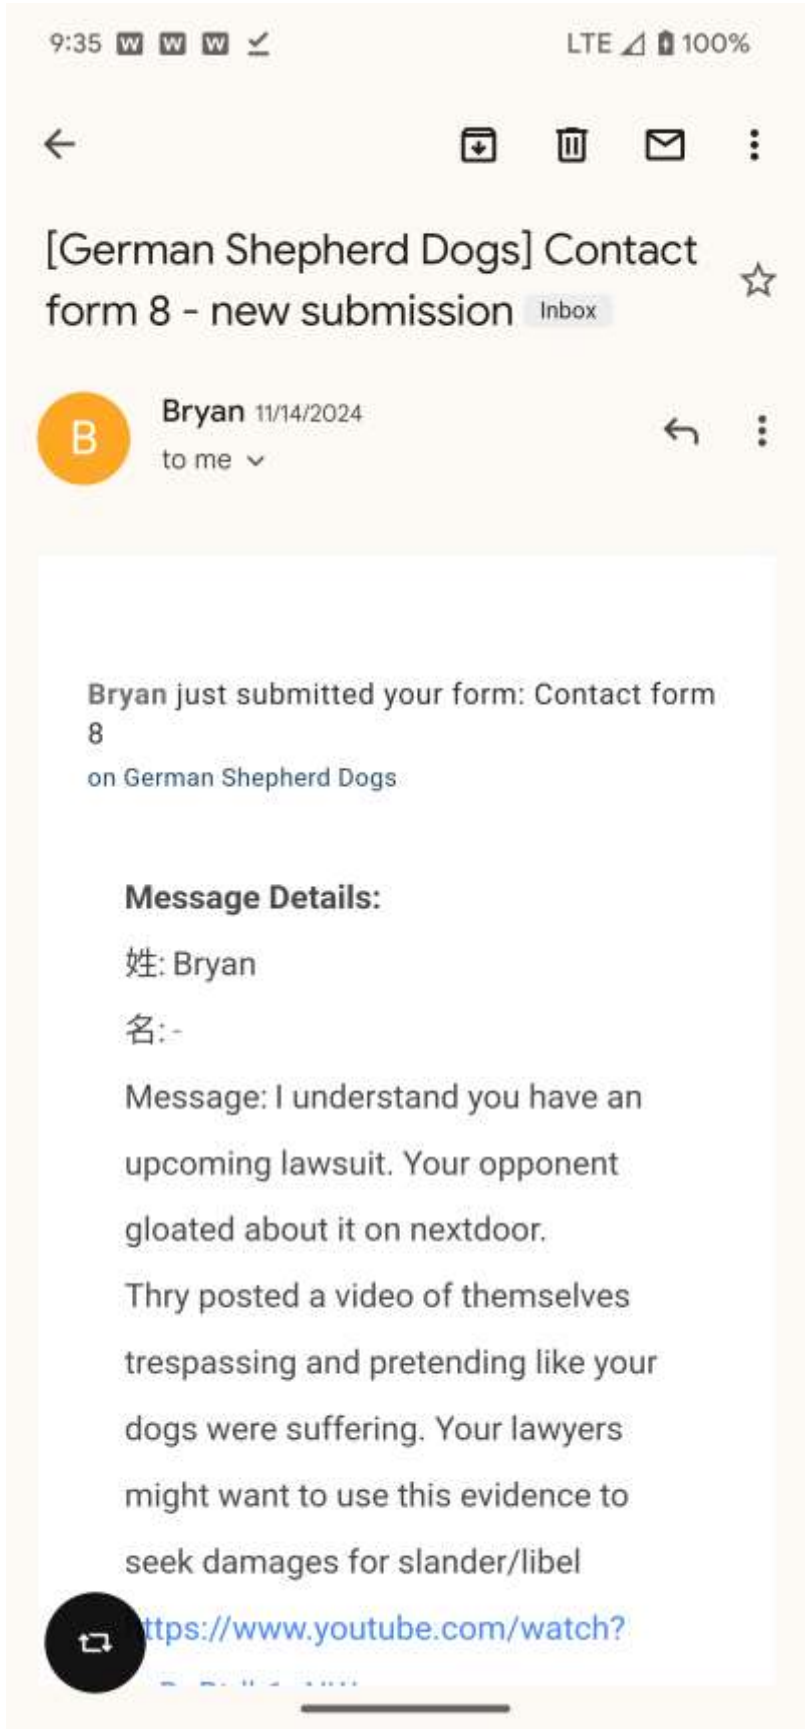 9:35 W W W LTE 100%
[German Shepherd Dogs] Contact
form 8 - new submission Inbox
B
Bryan 11/14/2024
to me
Bryan just submitted your form: Contact form
8
on German Shepherd Dogs
Message Details:
姓: Bryan
名: -
Message: I understand you have an
upcoming lawsuit. Your opponent
gloated about it on nextdoor.
Thry posted a video of themselves
trespassing and pretending like your
dogs were suffering. Your lawyers
might want to use this evidence to
seek damages for slander/libel
ttps://www.youtube.com/watch?